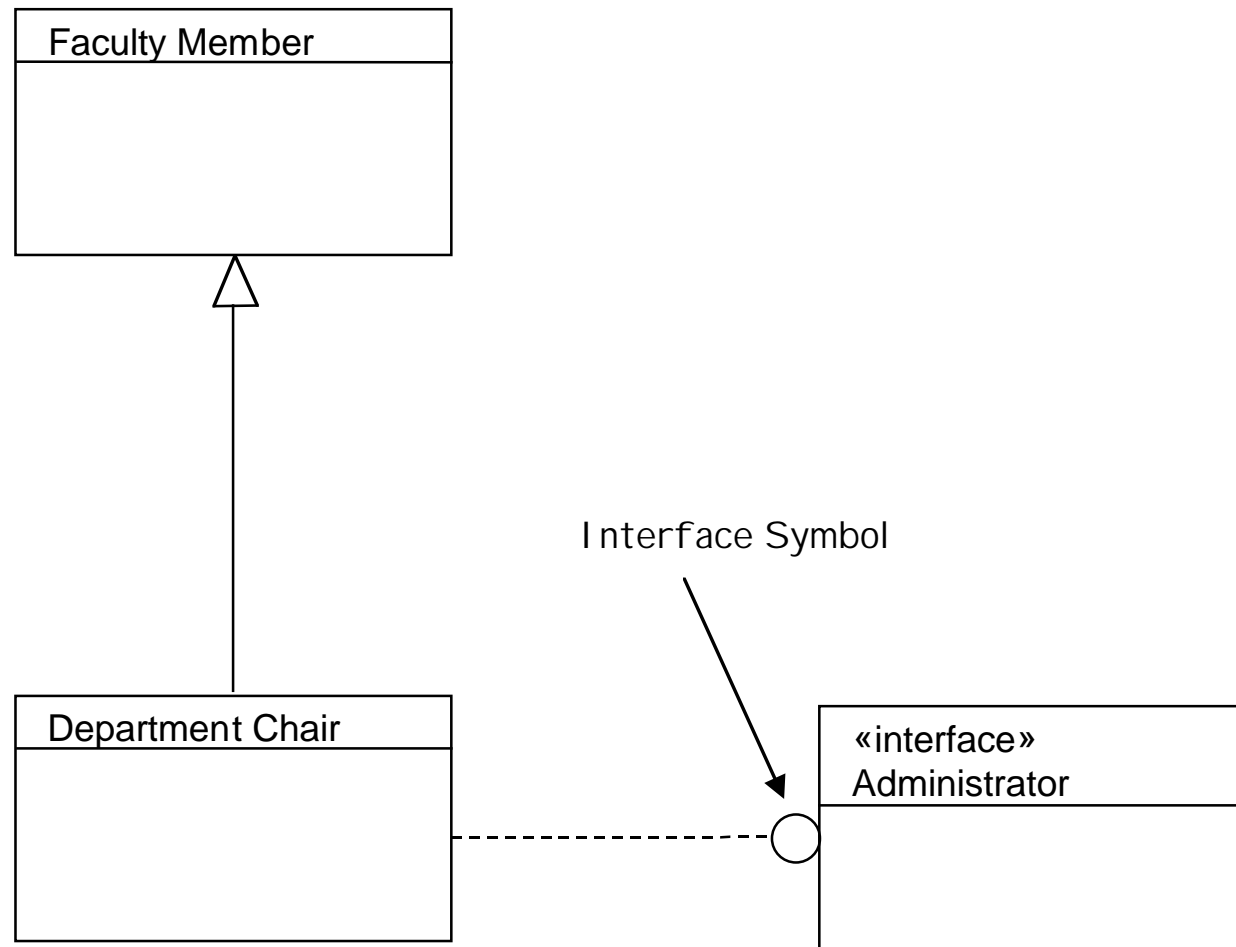 Faculty Member
Interface Symbol
Department Chair
«interface»
Administrator